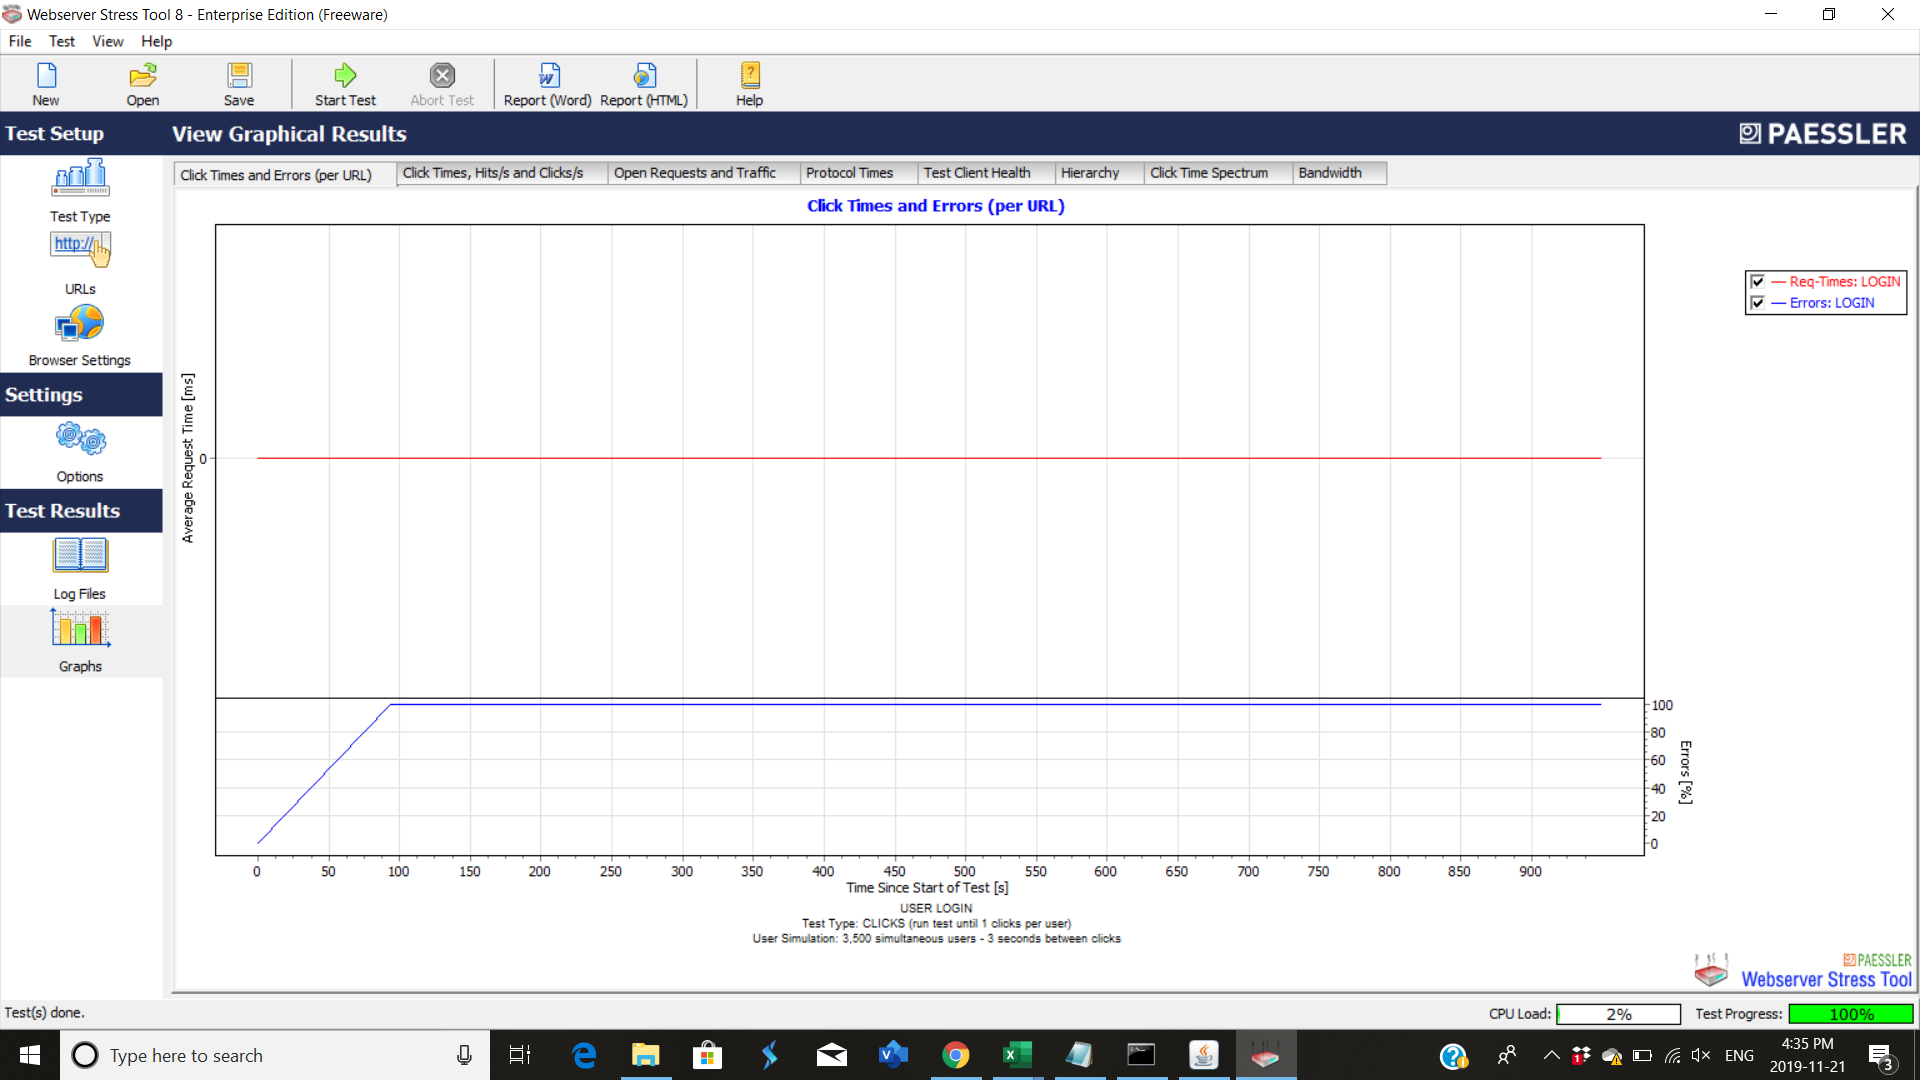 Webserver Stress Tool 8 - Enterprise Edition (Freeware)
File Test View Help
New Open Save Start Test Abort Test Report (Word) Report (HTML) Help
Test Setup
View Graphical Results
PAESSLER
Click Times and Errors (per URL) Click Times, Hits/s and Clicks/s Open Requests and Traffic Protocol Times Test Client Health Hierarchy Click Time Spectrum Bandwidth
Test Type
http://
URLs
Browser Settings
Settings
Options
Test Results
Log Files
Graphs
Click Times and Errors (per URL)
Req-Times: LOGIN
Errors: LOGIN
Average Request Time [ms]
0
100
80
60
40
20
0
Errors [%]
0 50 100 150 200 250 300 350 400 450 500 550 600 650 700 750 800 850 900
Time Since Start of Test [s]
USER LOGIN
Test Type: CLICKS (run test until 1 clicks per user)
User Simulation: 3,500 simultaneous users - 3 seconds between clicks
PAESSLER
Webserver Stress Tool
Test(s) done.
CPU Load: 2% Test Progress: 100%
Type here to search
1
ENG
4:35 PM
2019-11-21
3